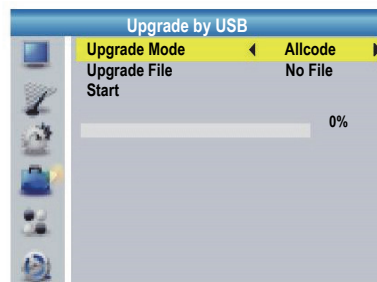 Upgrade by USB
Upgrade Mode Allcode
Upgrade File No File
Start
0%